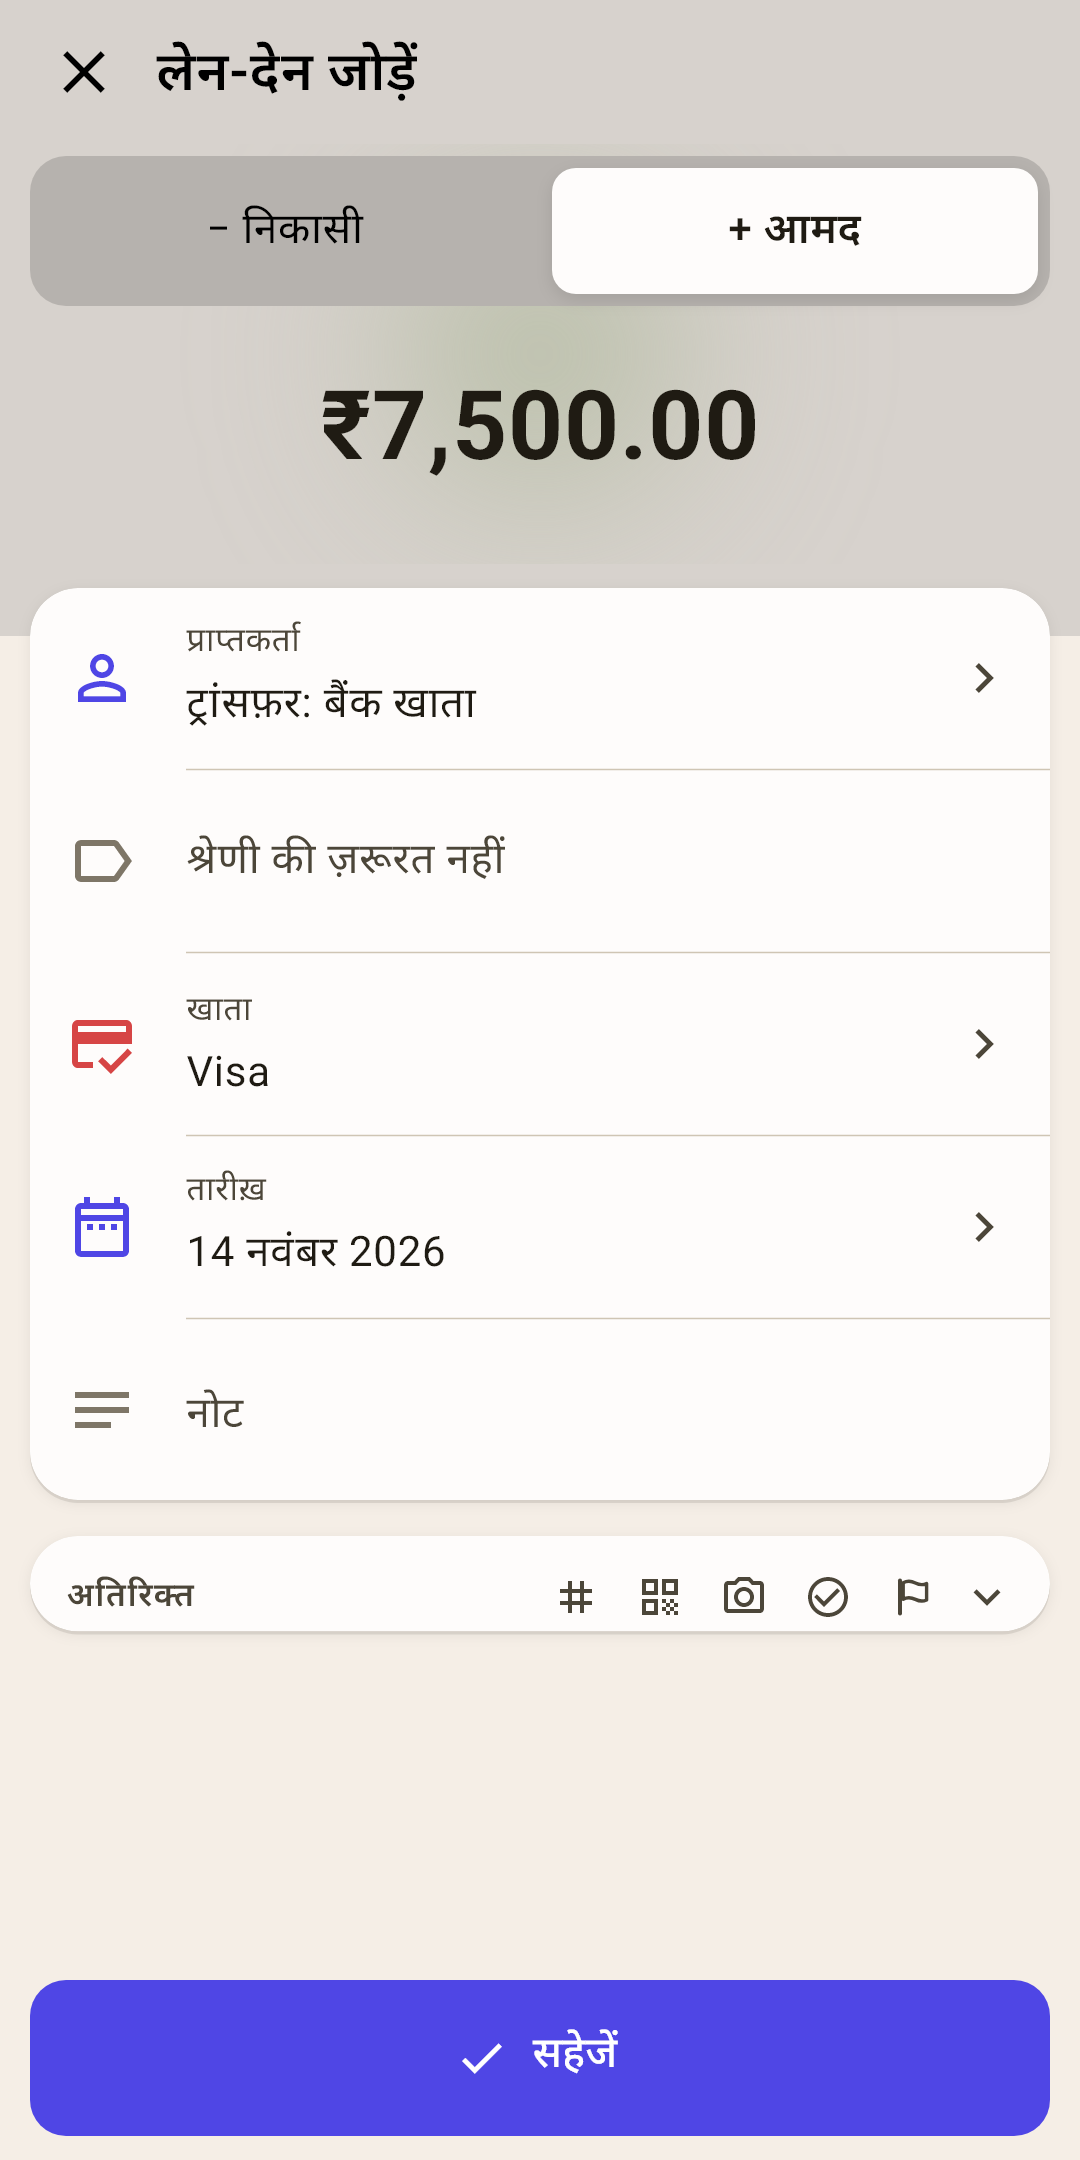 लेन-देन जोड़ें
− निकासी
+ आमद
₹7,500.00
प्राप्तकर्ता
ट्रांसफ़र: बैंक खाता
श्रेणी की ज़रूरत नहीं
खाता
Visa
तारीख़
14 नवंबर 2026
नोट
अतिरिक्त
सहेजें